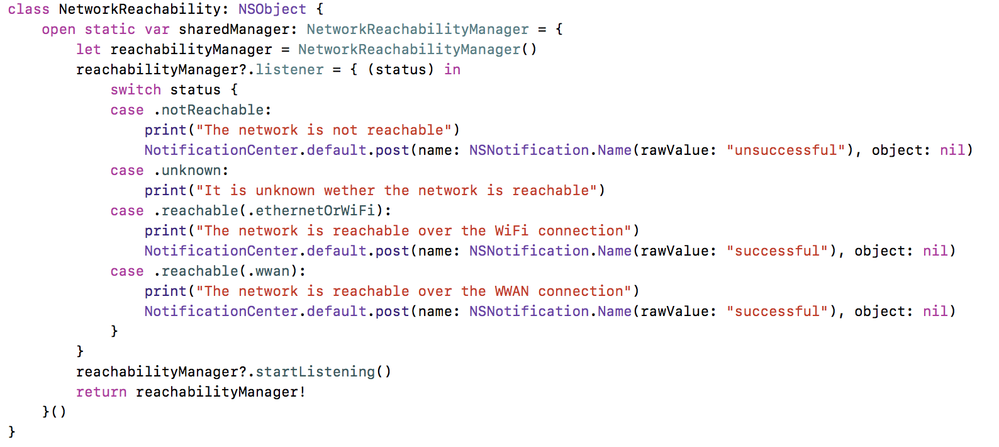 class NetworkReachability: NSObject {
    open static var sharedManager: NetworkReachabilityManager = {
        let reachabilityManager = NetworkReachabilityManager()
        reachabilityManager?.listener = { (status) in
            switch status {
            case .notReachable:
                print("The network is not reachable")
                NotificationCenter.default.post(name: NSNotification.Name(rawValue: "unsuccessful"), object: nil)
            case .unknown:
                print("It is unknown wether the network is reachable")
            case .reachable(.ethernetOrWiFi):
                print("The network is reachable over the WiFi connection")
                NotificationCenter.default.post(name: NSNotification.Name(rawValue: "successful"), object: nil)
            case .reachable(.wwan):
                print("The network is reachable over the WWAN connection")
                NotificationCenter.default.post(name: NSNotification.Name(rawValue: "successful"), object: nil)
            }
        }
        reachabilityManager?.startListening()
        return reachabilityManager!
    }()
}